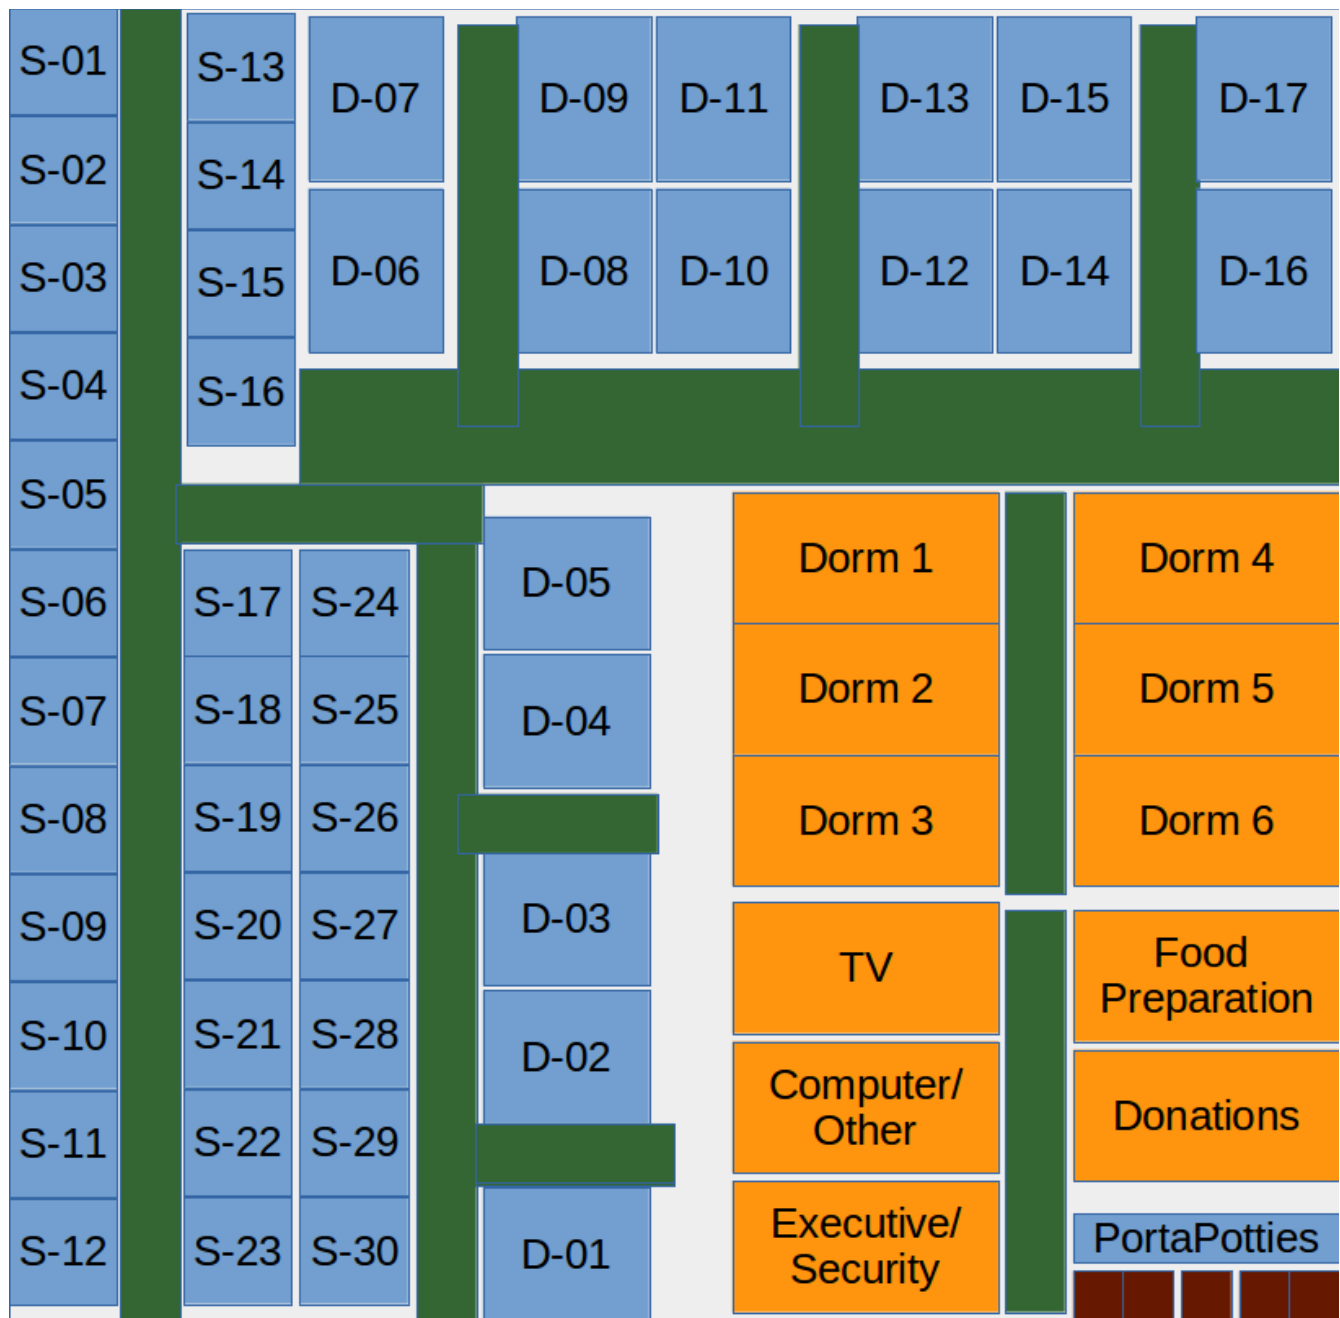 S-01
S-02
S-03
S-04
S-05
S-06
S-07
S-08
S-09
S-10
S-11
S-12
S-13
S-14
S-15
S-16
S-17
S-18
S-19
S-20
S-21
S-22
S-23
S-24
S-25
S-26
S-27
S-28
S-29
S-30
D-07
D-09
D-11
D-13
D-15
D-17
D-06
D-08
D-10
D-12
D-14
D-16
D-05
D-04
D-03
D-02
D-01
Dorm 1
Dorm 2
Dorm 3
TV
Computer/
Other
Executive/
Security
Dorm 4
Dorm 5
Dorm 6
Food
Preparation
Donations
PortaPotties